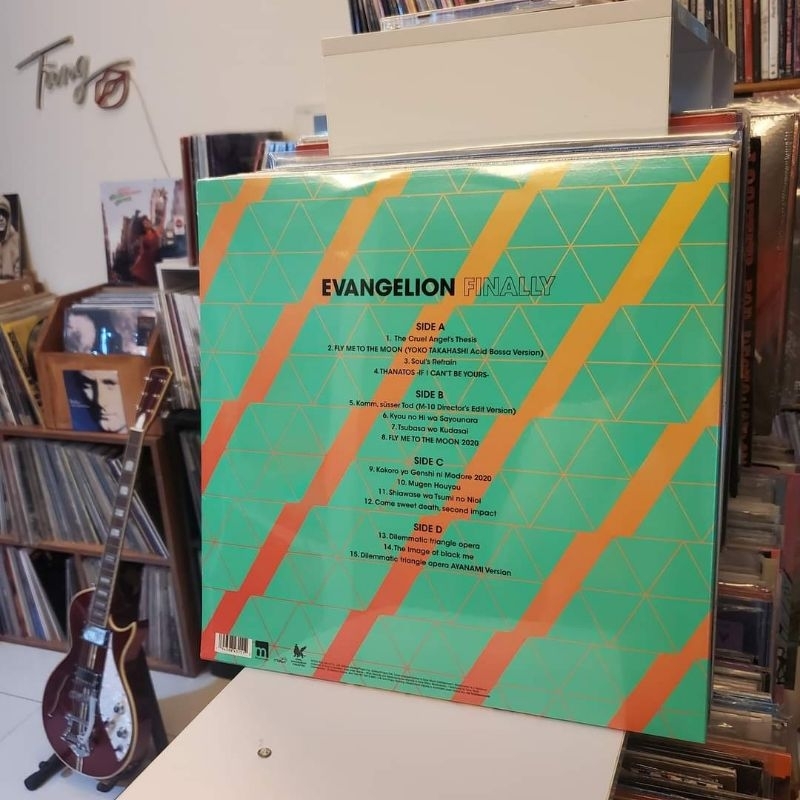 Tùng
EVANGELION FINALLY
SIDE A
1. The Cruel Angel's Thesis
2. FLY ME TO THE MOON (YOKO TAKAHASHI Acid Bossa Version)
3. Soul's Refrain
4. THANATOS -IF I CAN'T BE YOURS-
SIDE B
5. Komm, süsser Tod (M-10 Director's Edit Version)
6. Kyou no Hi wa Sayounara
7. Tsubasa wo Kudasai
8. FLY ME TO THE MOON 2020
SIDE C
9. Kokoro yo Genshi ni Modore 2020
10. Mugen Houyou
11. Shiawase wa Tsumi no Nioi
12. Come sweet death, second impact
SIDE D
13. Dilemmatic triangle opera
14. The Image of black me
15. Dilemmatic triangle opera AYANAMI Version
m